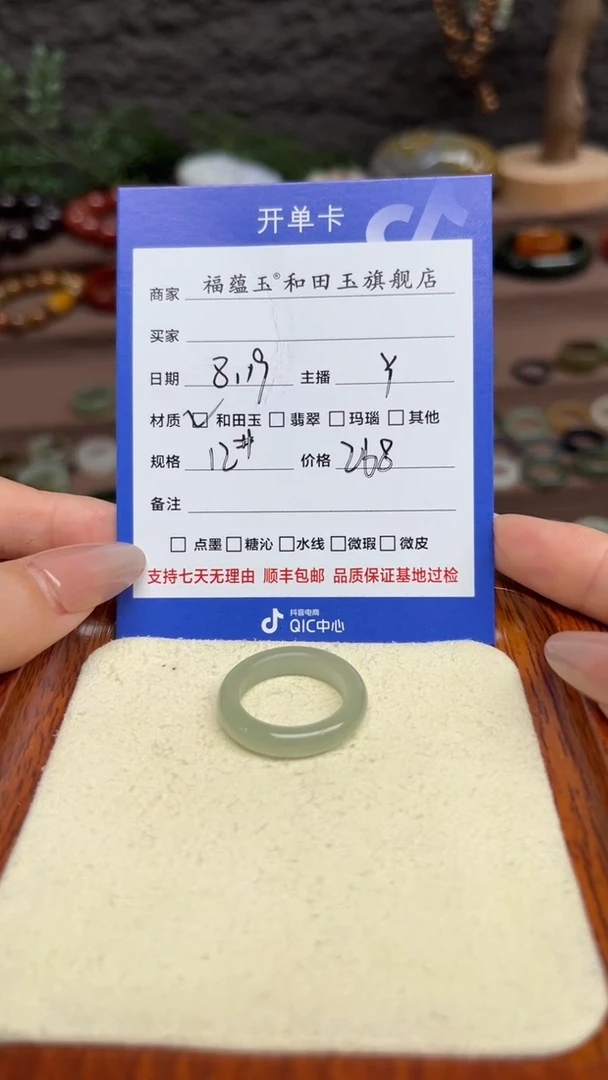 开单卡
商家 福蕴玉®和田玉旗舰店
买家
日期 8.19 主播 Y
材质 ☑ 和田玉 □ 翡翠 □ 玛瑙 □ 其他
规格 12# 价格 268
备注
□ 点墨 □ 糖沁 □ 水线 □ 微瑕 □ 微皮
支持七天无理由 顺丰包邮 品质保证基地过检
抖音电商
QIC中心